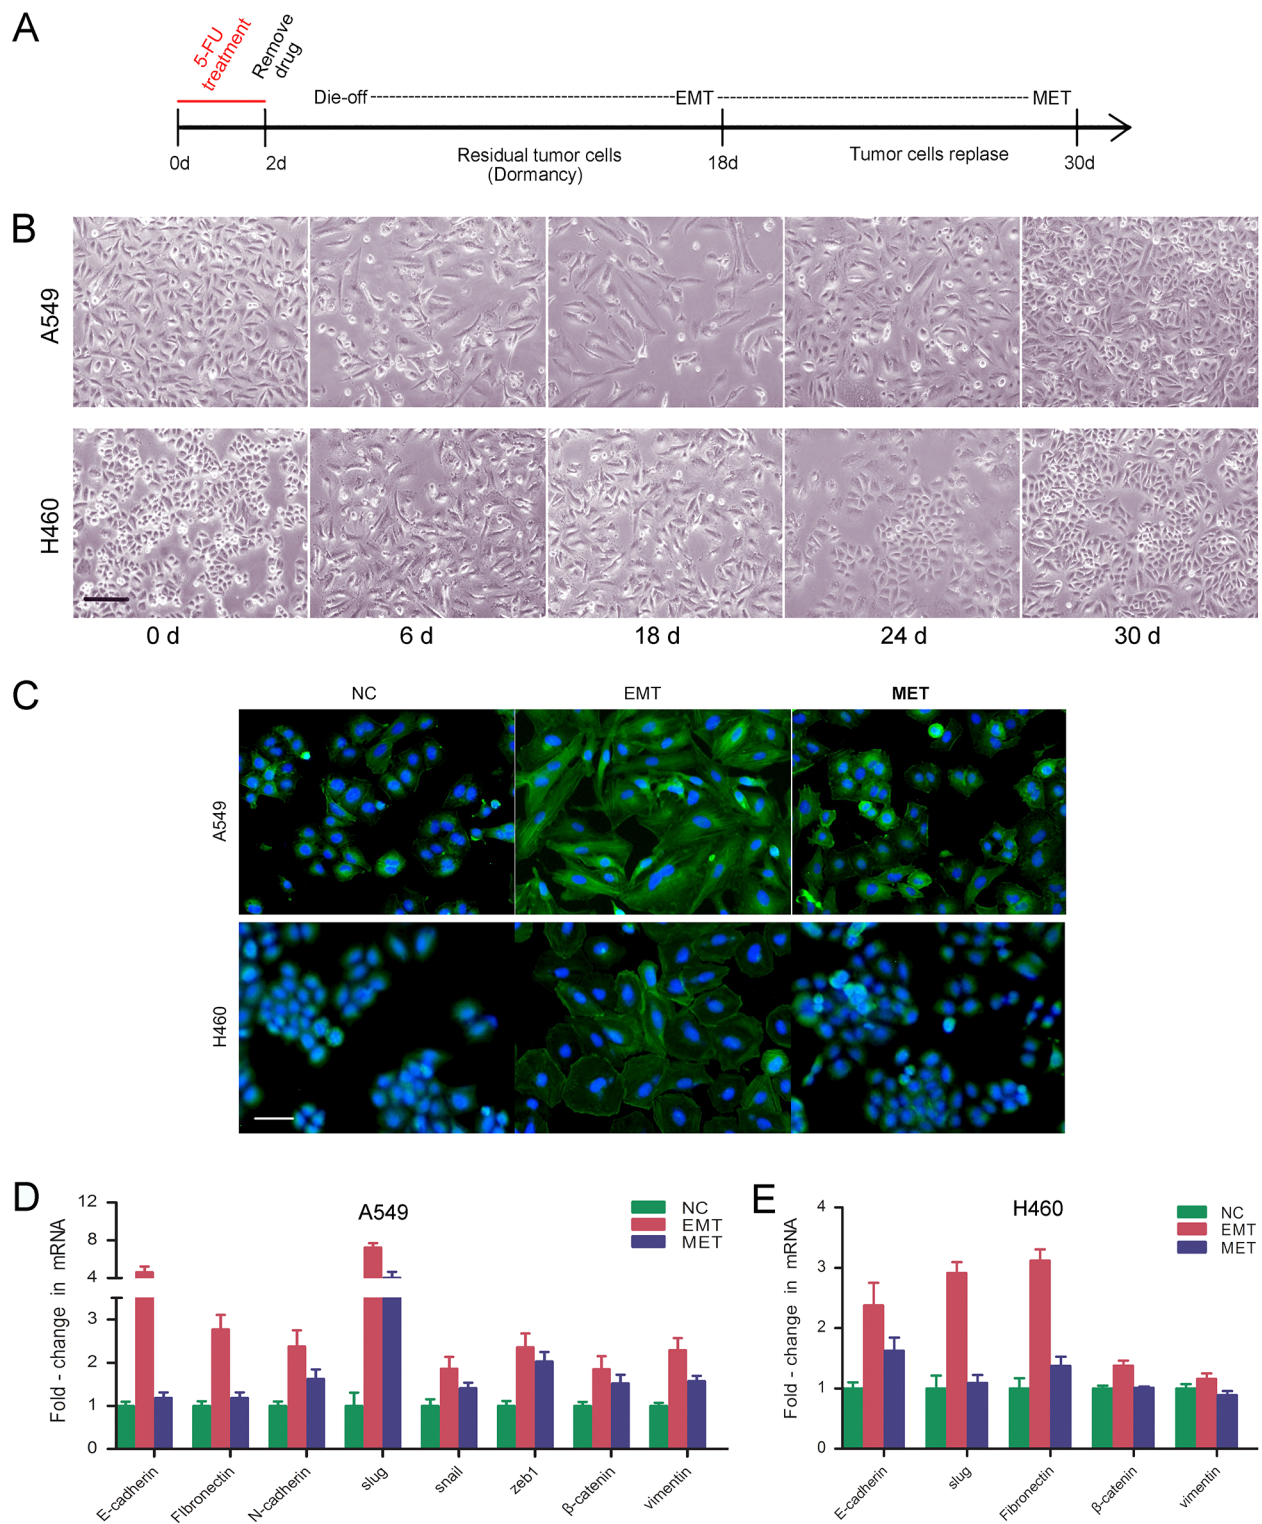 A
5-FU
treatment
Remove
drug
Die-off
EMT
MET
0d
2d
Residual tumor cells
(Dormancy)
18d
Tumor cells replase
30d
B
A549
H460
0 d
6 d
18 d
24 d
30 d
C
NC
EMT
MET
A549
H460
D
A549
Fold - change in mRNA
12
8
4
3
2
1
0
NC
EMT
MET
E-cadherin
FIbronectin
N-cadherin
slug
snail
zeb1
β-catenin
vimentin
E
H460
Fold - change in mRNA
4
3
2
1
0
NC
EMT
MET
E-cadherin
slug
Fibronectin
β-catenin
vimentin